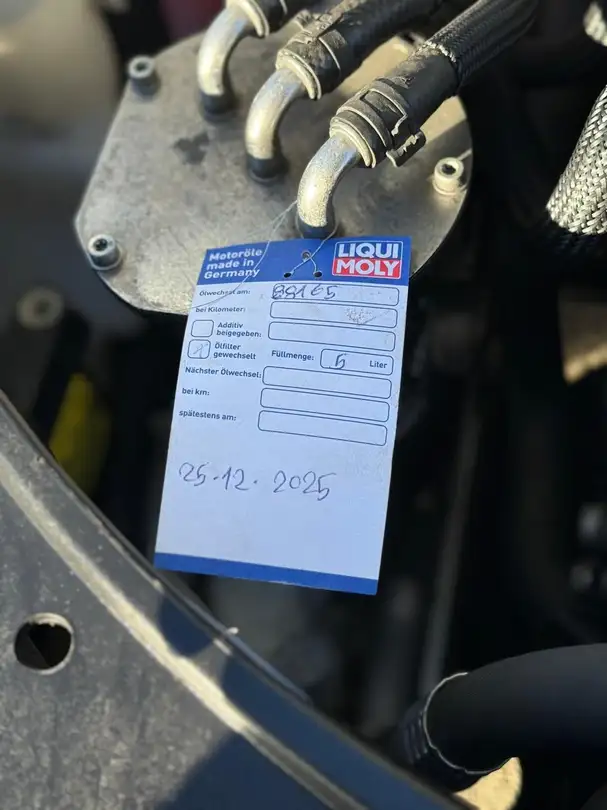 Motoröle
made in
Germany
LIQUI
MOLY
Ölwechsel am: 88165
bei Kilometer:
Additiv
beigegeben:
Ölfilter
gewechselt
Füllmenge: 5 Liter
Nächster Ölwechsel:
bei km:
spätestens am:
25.12.2025